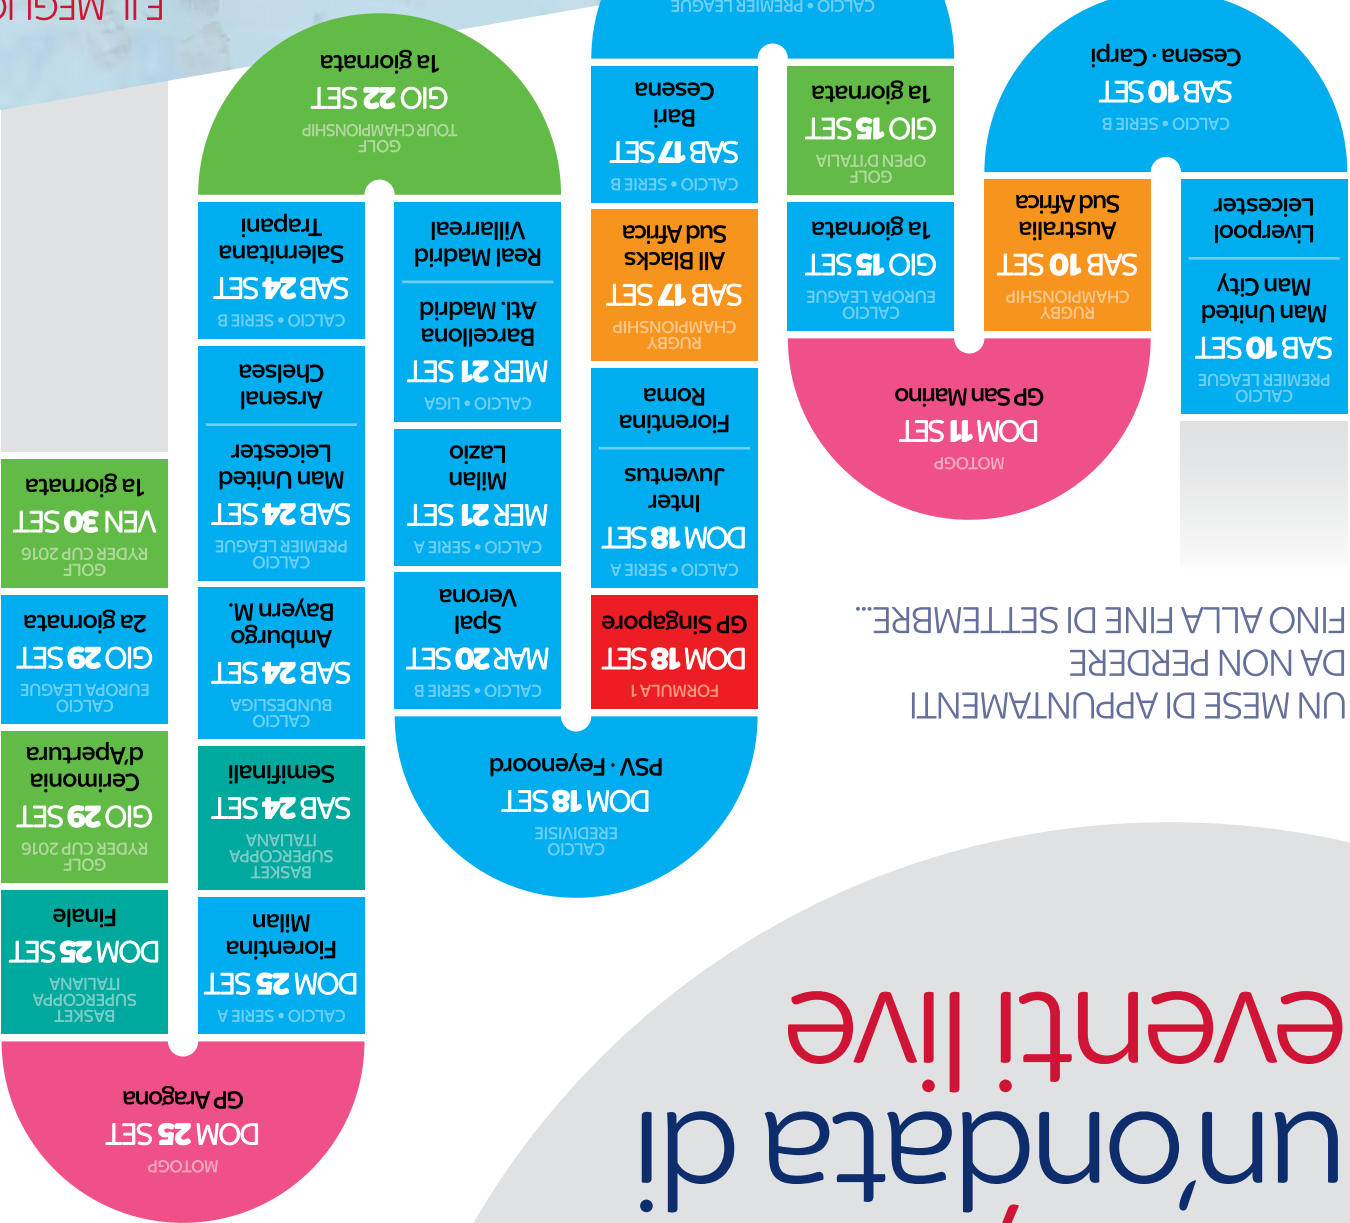 un'ondata di
eventi live
UN MESE DI APPUNTAMENTI
DA NON PERDERE
FINO ALLA FINE DI SETTEMBRE...
CALCIO
PREMIER LEAGUE
SAB 10 SET
Man United
Man City
Liverpool
Leicester
CALCIO • SERIE B
SAB 10 SET
Cesena · Carpi
RUGBY
CHAMPIONSHIP
SAB 10 SET
Australia
Sud Africa
MOTOGP
DOM 11 SET
GP San Marino
CALCIO
EUROPA LEAGUE
GIO 15 SET
1a giornata
GOLF
OPEN D'ITALIA
GIO 15 SET
1a giornata
CALCIO • PREMIER LEAGUE
CALCIO • SERIE B
SAB 17 SET
Bari
Cesena
RUGBY
CHAMPIONSHIP
SAB 17 SET
All Blacks
Sud Africa
CALCIO • SERIE A
DOM 18 SET
Inter
Juventus
Fiorentina
Roma
FORMULA 1
DOM 18 SET
GP Singapore
CALCIO
EREDIVISIE
DOM 18 SET
PSV · Feyenoord
CALCIO • SERIE B
MAR 20 SET
Spal
Verona
CALCIO • SERIE A
MER 21 SET
Milan
Lazio
CALCIO • LIGA
MER 21 SET
Barcellona
Atl. Madrid
Real Madrid
Villarreal
GOLF
TOUR CHAMPIONSHIP
GIO 22 SET
1a giornata
CALCIO • SERIE B
SAB 24 SET
Salernitana
Trapani
CALCIO
PREMIER LEAGUE
SAB 24 SET
Man United
Leicester
Arsenal
Chelsea
CALCIO
BUNDESLIGA
SAB 24 SET
Amburgo
Bayern M.
BASKET
SUPERCOPPA
ITALIANA
SAB 24 SET
Semifinali
CALCIO • SERIE A
DOM 25 SET
Fiorentina
Milan
MOTOGP
DOM 25 SET
GP Aragona
BASKET
SUPERCOPPA
ITALIANA
DOM 25 SET
Finale
GOLF
RYDER CUP 2016
GIO 29 SET
Cerimonia
d'Apertura
CALCIO
EUROPA LEAGUE
GIO 29 SET
2a giornata
GOLF
RYDER CUP 2016
VEN 30 SET
1a giornata
E IL MEGLIO